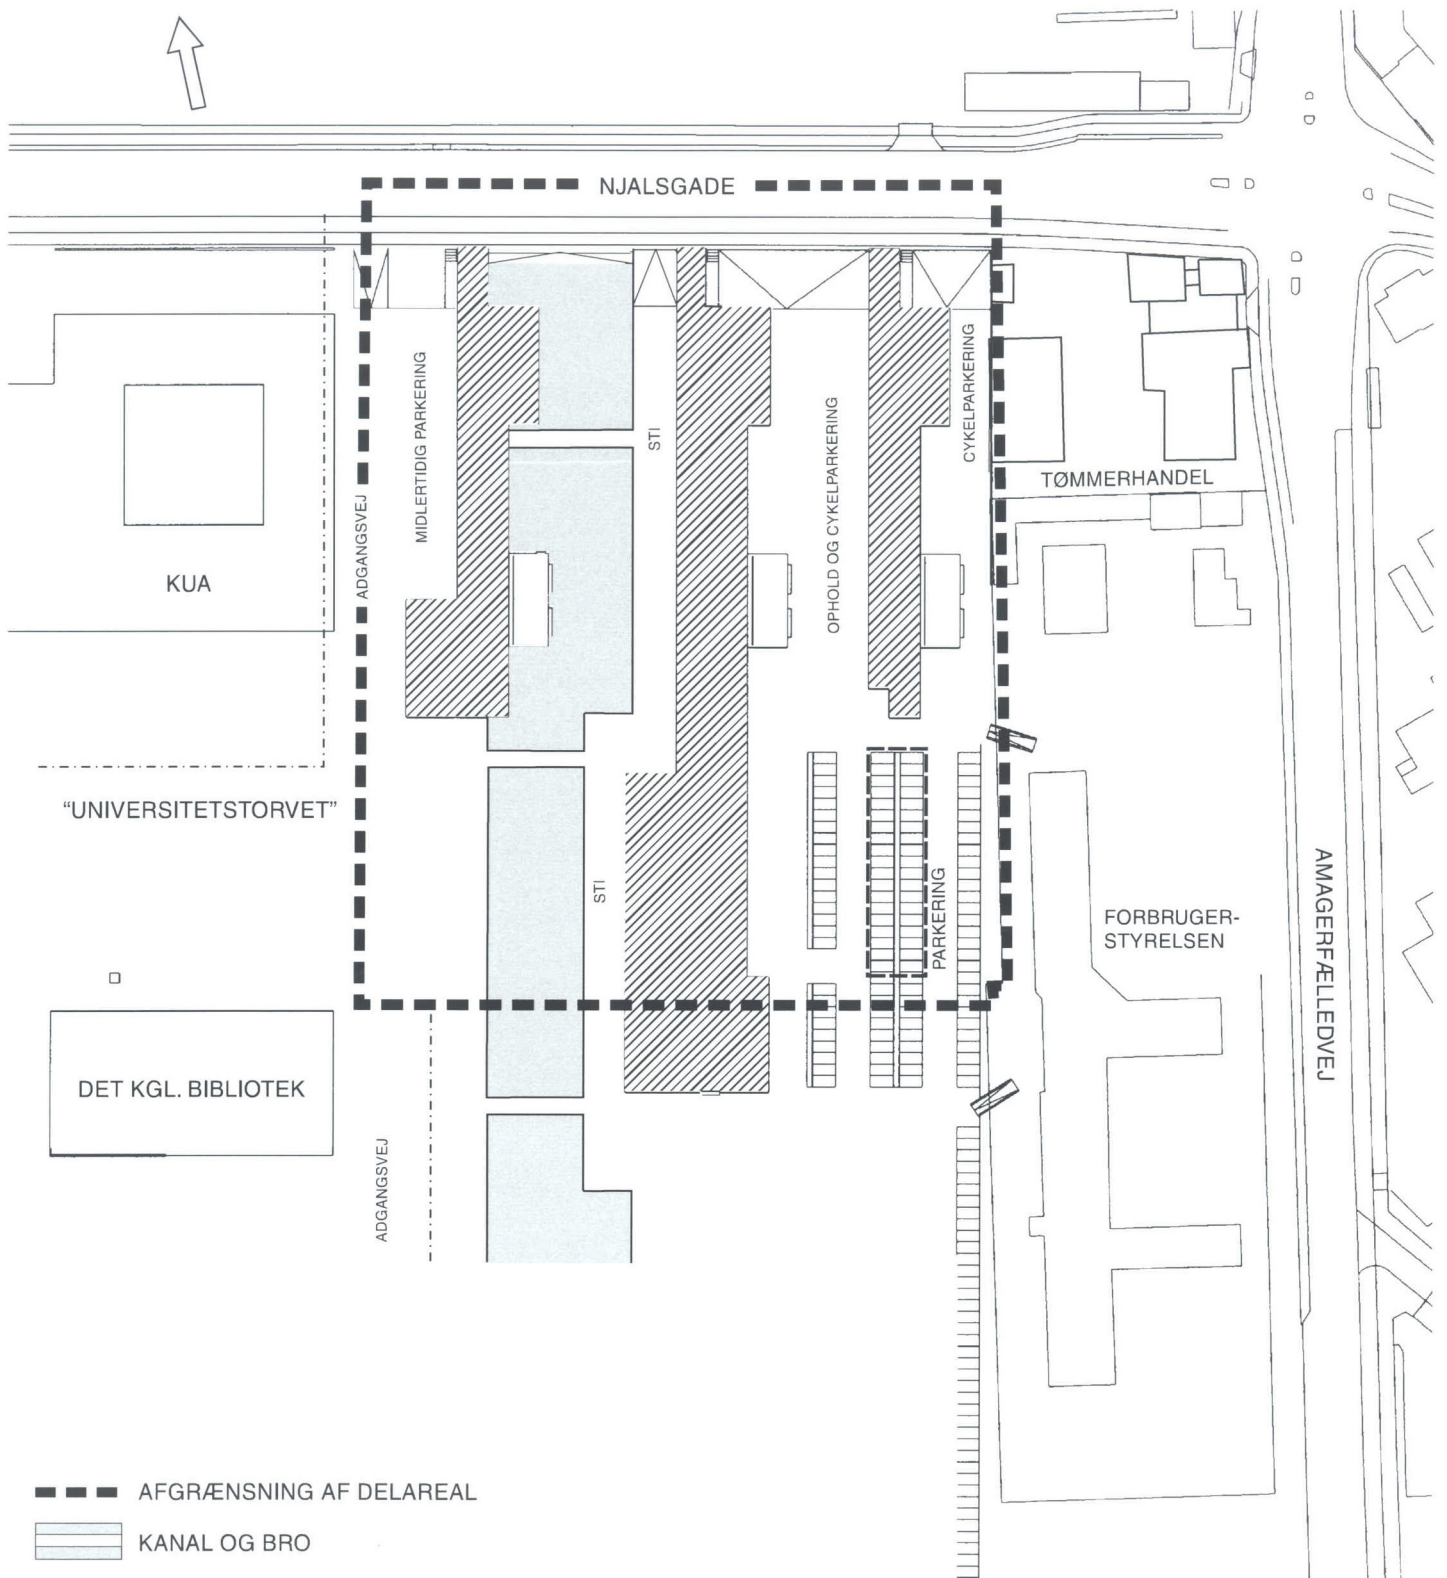 NJALSGADE
MIDLERTIDIG PARKERING
ADGANGSVEJ
STI
OPHOLD OG CYKELPARKERING
CYKELPARKERING
TØMMERHANDEL
KUA
"UNIVERSITETSTORVET"
STI
PARKERING
FORBRUGER-
STYRELSEN
AMAGERFÆLLEDVEJ
DET KGL. BIBLIOTEK
ADGANGSVEJ
AFGRÆNSNING AF DELAREAL
KANAL OG BRO